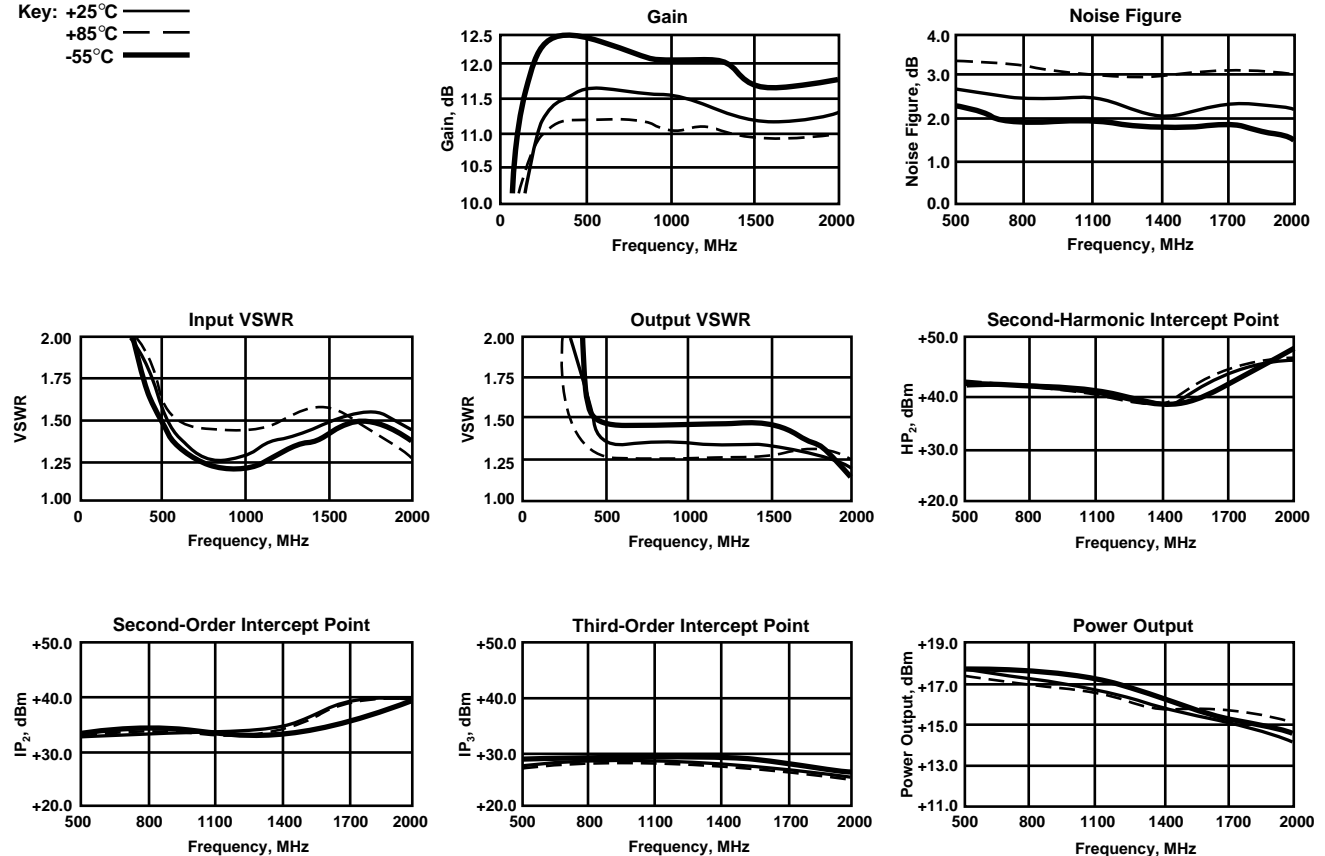 Key: +25°C
+85°C
-55°C
Gain
12.5
12.0
11.5
11.0
10.5
10.0
Gain, dB
0 500 1000 1500 2000
Frequency, MHz
Noise Figure
4.0
3.0
2.0
1.0
0.0
Noise Figure, dB
500 800 1100 1400 1700 2000
Frequency, MHz
Input VSWR
2.00
1.75
1.50
1.25
1.00
VSWR
0 500 1000 1500 2000
Frequency, MHz
Output VSWR
2.00
1.75
1.50
1.25
1.00
VSWR
0 500 1000 1500 2000
Frequency, MHz
Second-Harmonic Intercept Point
+50.0
+40.0
+30.0
+20.0
HP2, dBm
500 800 1100 1400 1700 2000
Frequency, MHz
Second-Order Intercept Point
+50.0
+40.0
+30.0
+20.0
IP2, dBm
500 800 1100 1400 1700 2000
Frequency, MHz
Third-Order Intercept Point
+50.0
+40.0
+30.0
+20.0
IP3, dBm
500 800 1100 1400 1700 2000
Frequency, MHz
Power Output
+19.0
+17.0
+15.0
+13.0
+11.0
Power Output, dBm
500 800 1100 1400 1700 2000
Frequency, MHz